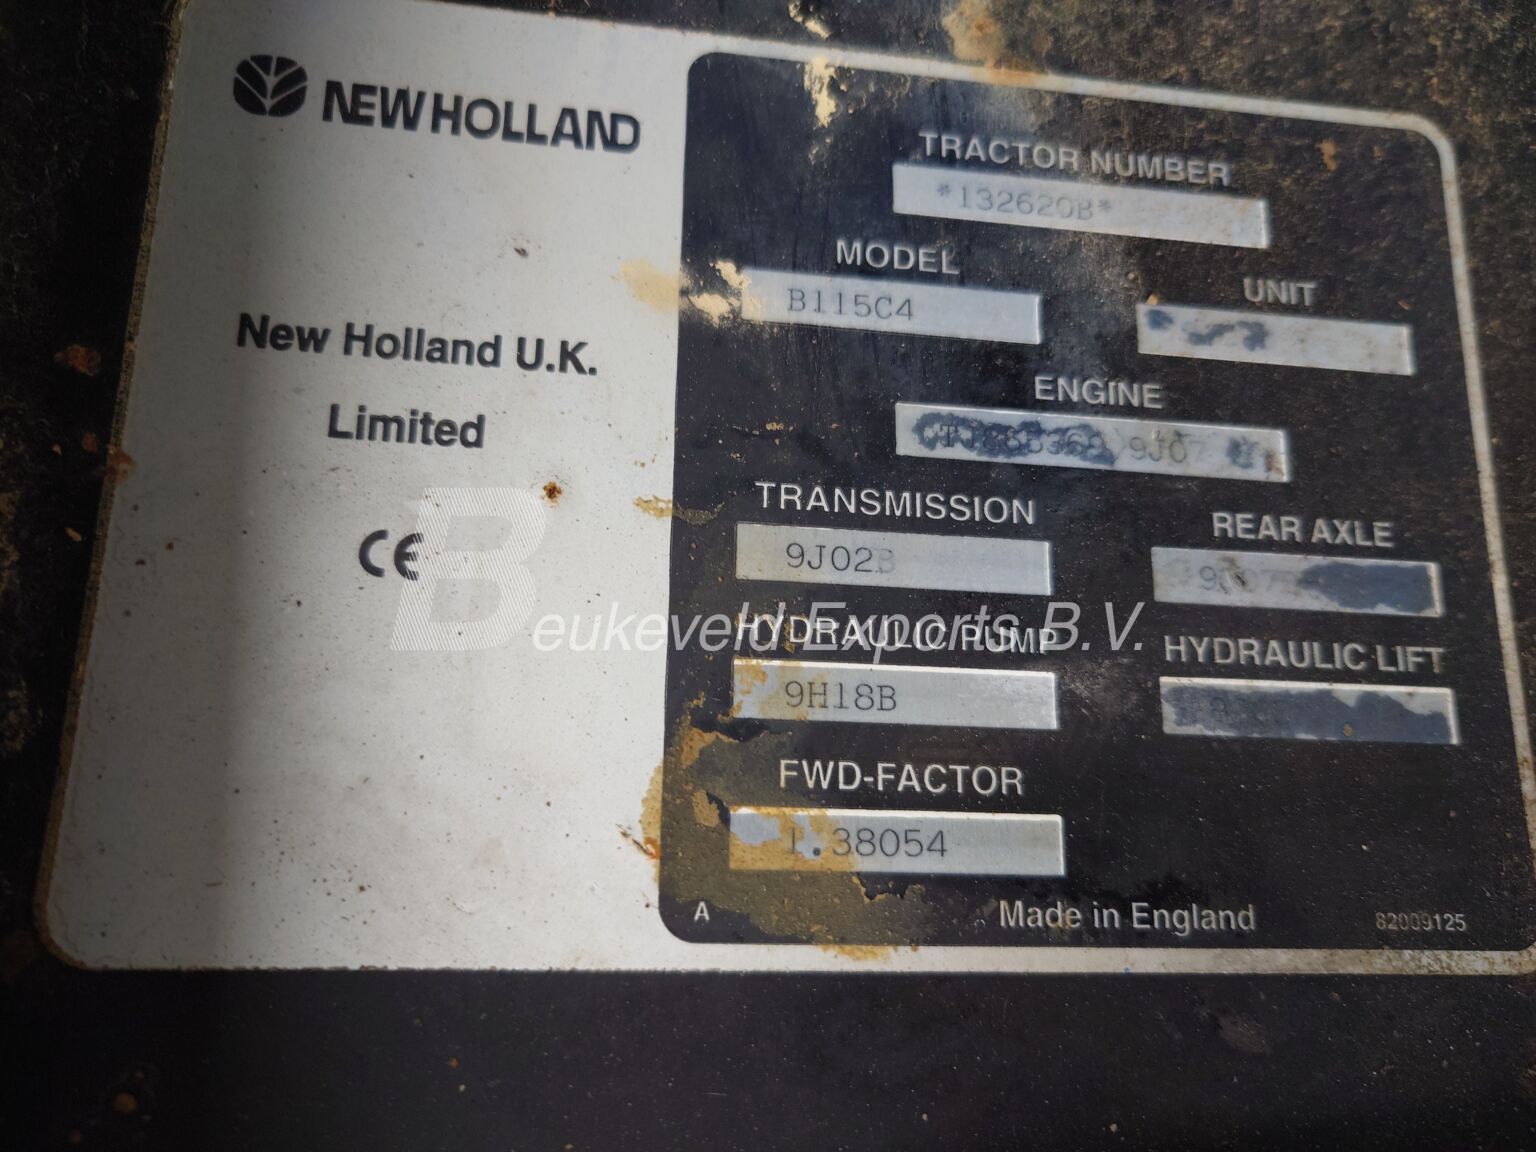 NEW HOLLAND
New Holland U.K.
Limited
CE
TRACTOR NUMBER
*132620B*
MODEL
B115C4
UNIT
ENGINE
TRANSMISSION
9J02B
REAR AXLE
HYDRAULIC PUMP
9H18B
HYDRAULIC LIFT
FWD-FACTOR
1.38054
A
Made in England
82009125
Beukeveld Exports B.V.